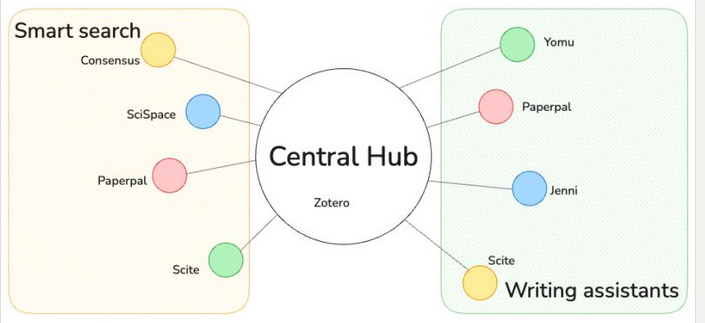 Smart search
Consensus
SciSpace
Paperpal
Scite
Central Hub
Zotero
Yomu
Paperpal
Jenni
Scite
Writing assistants